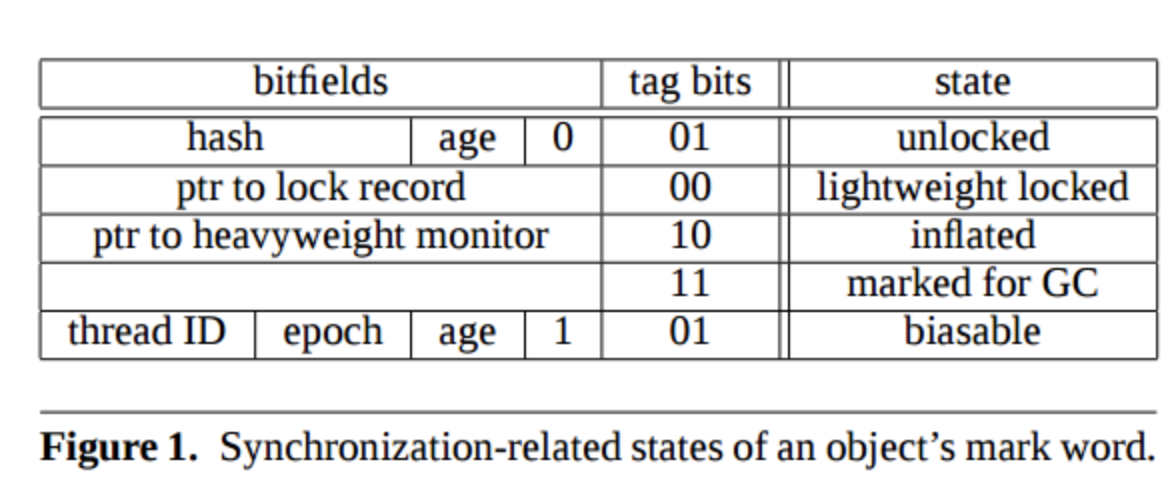 bitfields tag bits state
hash age 0 01 unlocked
ptr to lock record 00 lightweight locked
ptr to heavyweight monitor 10 inflated
11 marked for GC
thread ID epoch age 1 01 biasable
Figure 1. Synchronization-related states of an object’s mark word.